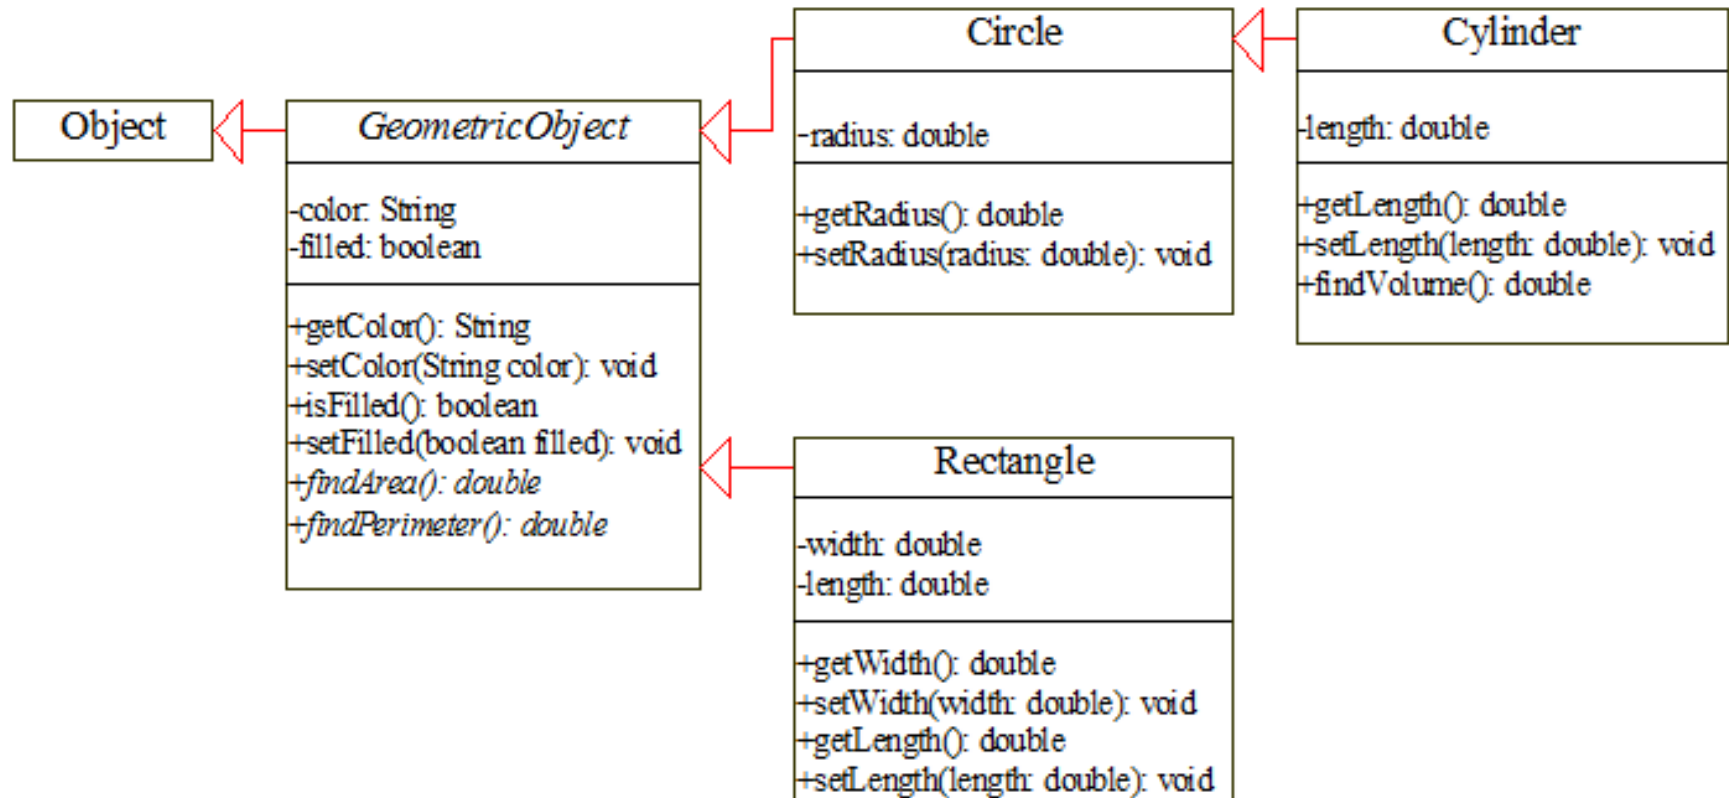 Object
GeometricObject
-color: String
-filled: boolean
+getColor(): String
+setColor(String color): void
+isFilled(): boolean
+setFilled(boolean filled): void
+findArea(): double
+findPerimeter(): double
Circle
-radius: double
+getRadius(): double
+setRadius(radius: double): void
Cylinder
-length: double
+getLength(): double
+setLength(length: double): void
+findVolume(): double
Rectangle
-width: double
-length: double
+getWidth(): double
+setWidth(width: double): void
+getLength(): double
+setLength(length: double): void